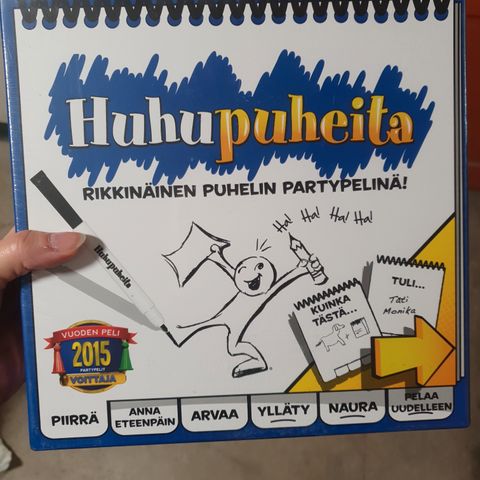 Huhupuheita
RIKKINÄINEN PUHELIN PARTYPELINÄ!
Ha! Ha! Ha! Ha!
Huhupuheita
KUINKA
TÄSTÄ...
TULI...
Täti
Monika
VUODEN PELI
2015
PARTYPELIT
VOITTAJA
PIIRRÄ
ANNA
ETEENPÄIN
ARVAA
YLLÄTY
NAURA
PELAA
UUDELLEEN